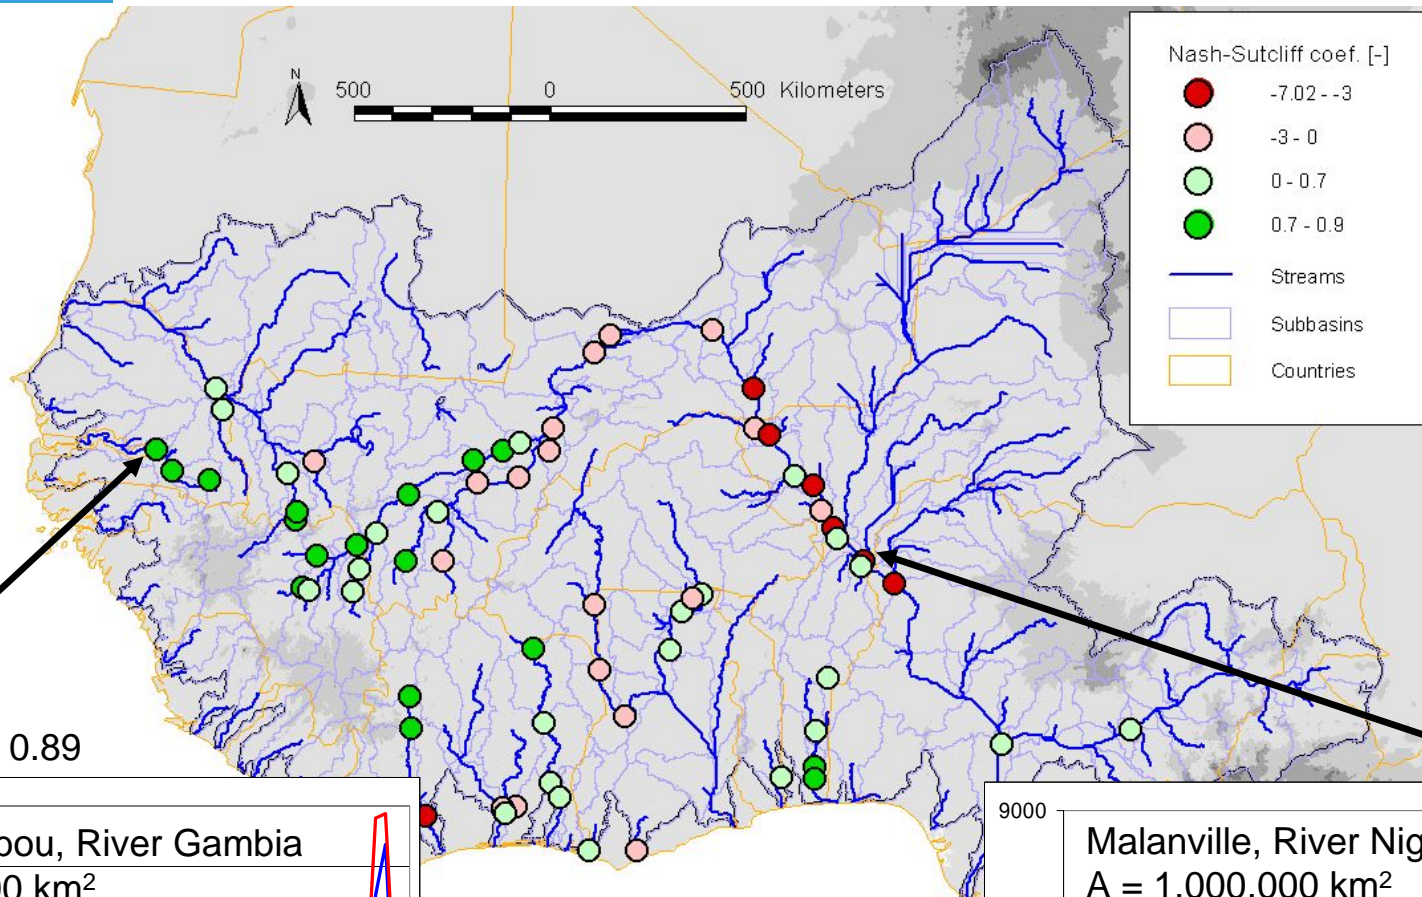 N
500 0 500 Kilometers
Nash-Sutcliff coef. [-]
-7.02 - -3
-3 - 0
0 - 0.7
0.7 - 0.9
Streams
Subbasins
Countries
0.89
River Gambia
km²
9000
Malanville, River
A = 1.000.000 km²